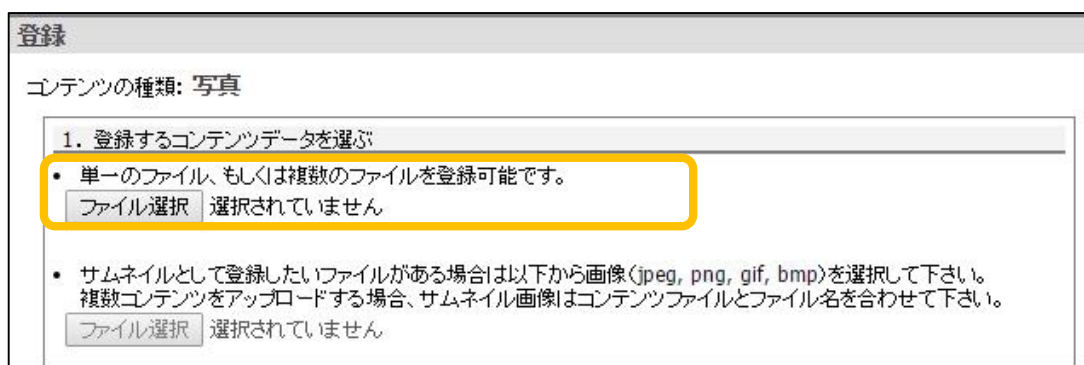 登録
コンテンツの種類: 写真
1. 登録するコンテンツデータを選ぶ
• 単一のファイル、もしくは複数のファイルを登録可能です。
ファイル選択 選択されていません
• サムネイルとして登録したいファイルがある場合は以下から画像(jpeg, png, gif, bmp)を選択して下さい。
複数コンテンツをアップロードする場合、サムネイル画像はコンテンツファイルとファイル名を合わせて下さい。
ファイル選択 選択されていません